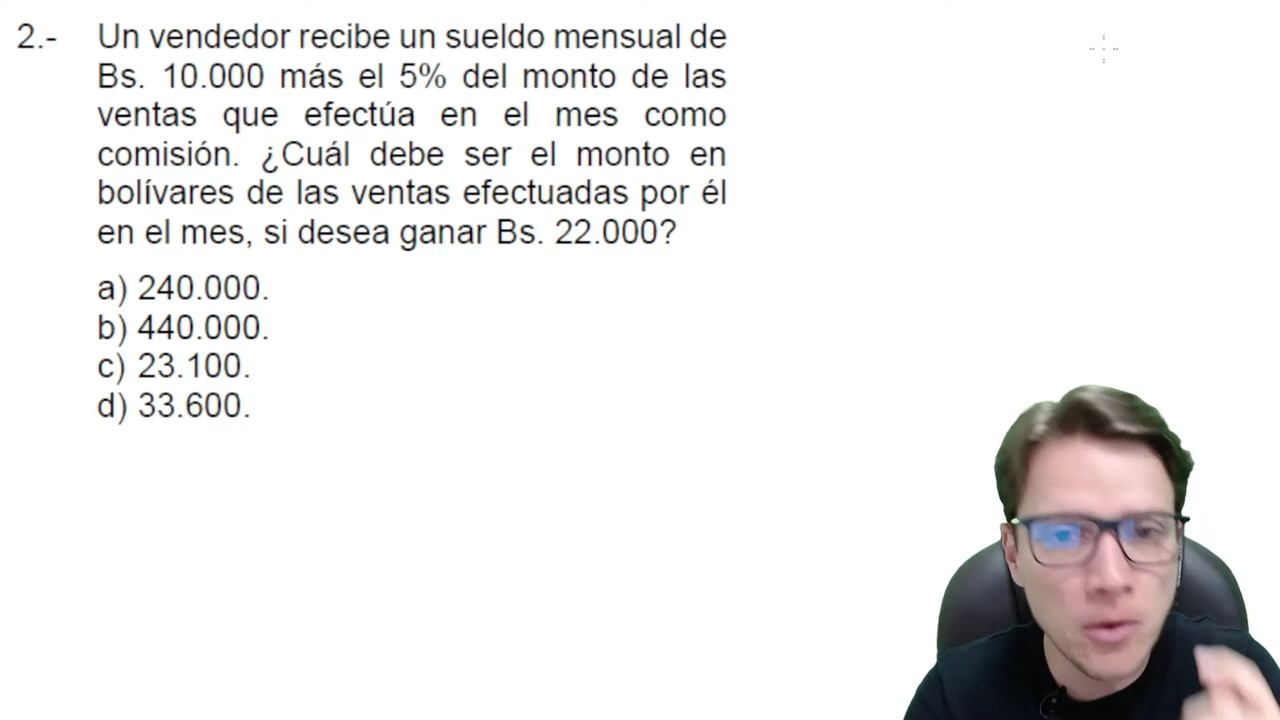 2.- Un vendedor recibe un sueldo mensual de
Bs. 10.000 más el 5% del monto de las
ventas que efectúa en el mes como
comisión. ¿Cuál debe ser el monto en
bolívares de las ventas efectuadas por él
en el mes, si desea ganar Bs. 22.000?
a) 240.000.
b) 440.000.
c) 23.100.
d) 33.600.